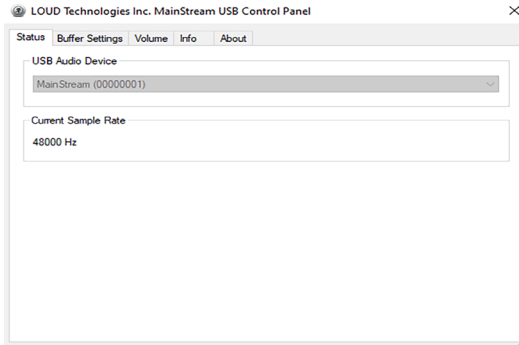 LOUD Technologies Inc. MainStream USB Control Panel
Status Buffer Settings Volume Info About
USB Audio Device
MainStream (00000001)
Current Sample Rate
48000 Hz